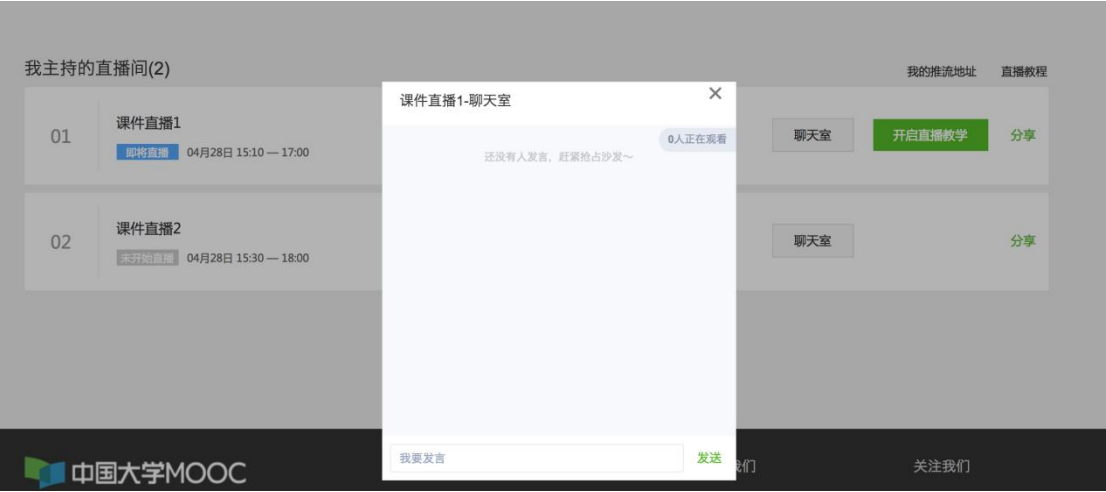 我主持的直播间(2)
我的推流地址
直播教程
01
课件直播1
即将直播 04月28日 15:10 — 17:00
聊天室
开启直播教学
分享
02
课件直播2
未开始直播 04月28日 15:30 — 18:00
聊天室
分享
课件直播1-聊天室
0人正在观看
还没有人发言，赶紧抢占沙发～
我要发言
发送
中国大学MOOC
们
关注我们